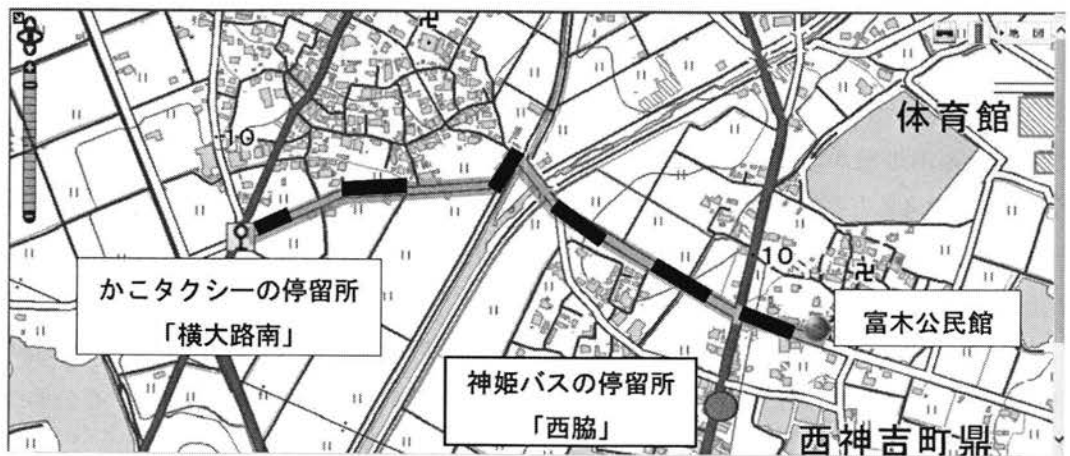 地 図
体育館
10
かこタクシーの停留所
「横大路南」
10
富木公民館
神姫バスの停留所
「西脇」
西神吉町鼎